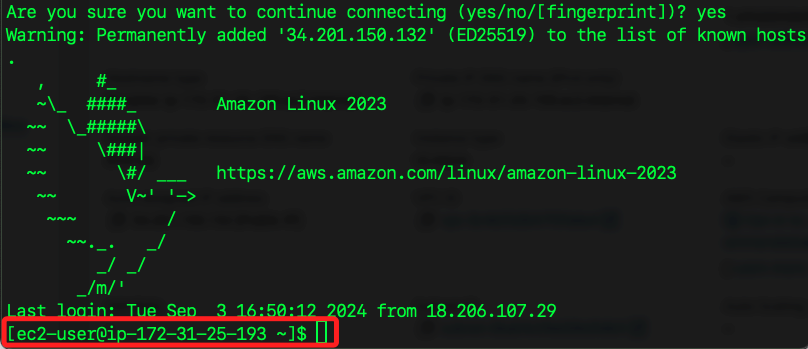 Are you sure you want to continue connecting (yes/no/[fingerprint])? yes
Warning: Permanently added '34.201.150.132' (ED25519) to the list of known hosts
.
   ,     #_
   ~\_  ####_        Amazon Linux 2023
  ~~  \_#####\
  ~~     \###|
  ~~       \#/ ___   https://aws.amazon.com/linux/amazon-linux-2023
   ~~       V~' '->
    ~~~         /
      ~~._.   _/
         _/ _/
       _/m/'
Last login: Tue Sep  3 16:50:12 2024 from 18.206.107.29
[ec2-user@ip-172-31-25-193 ~]$